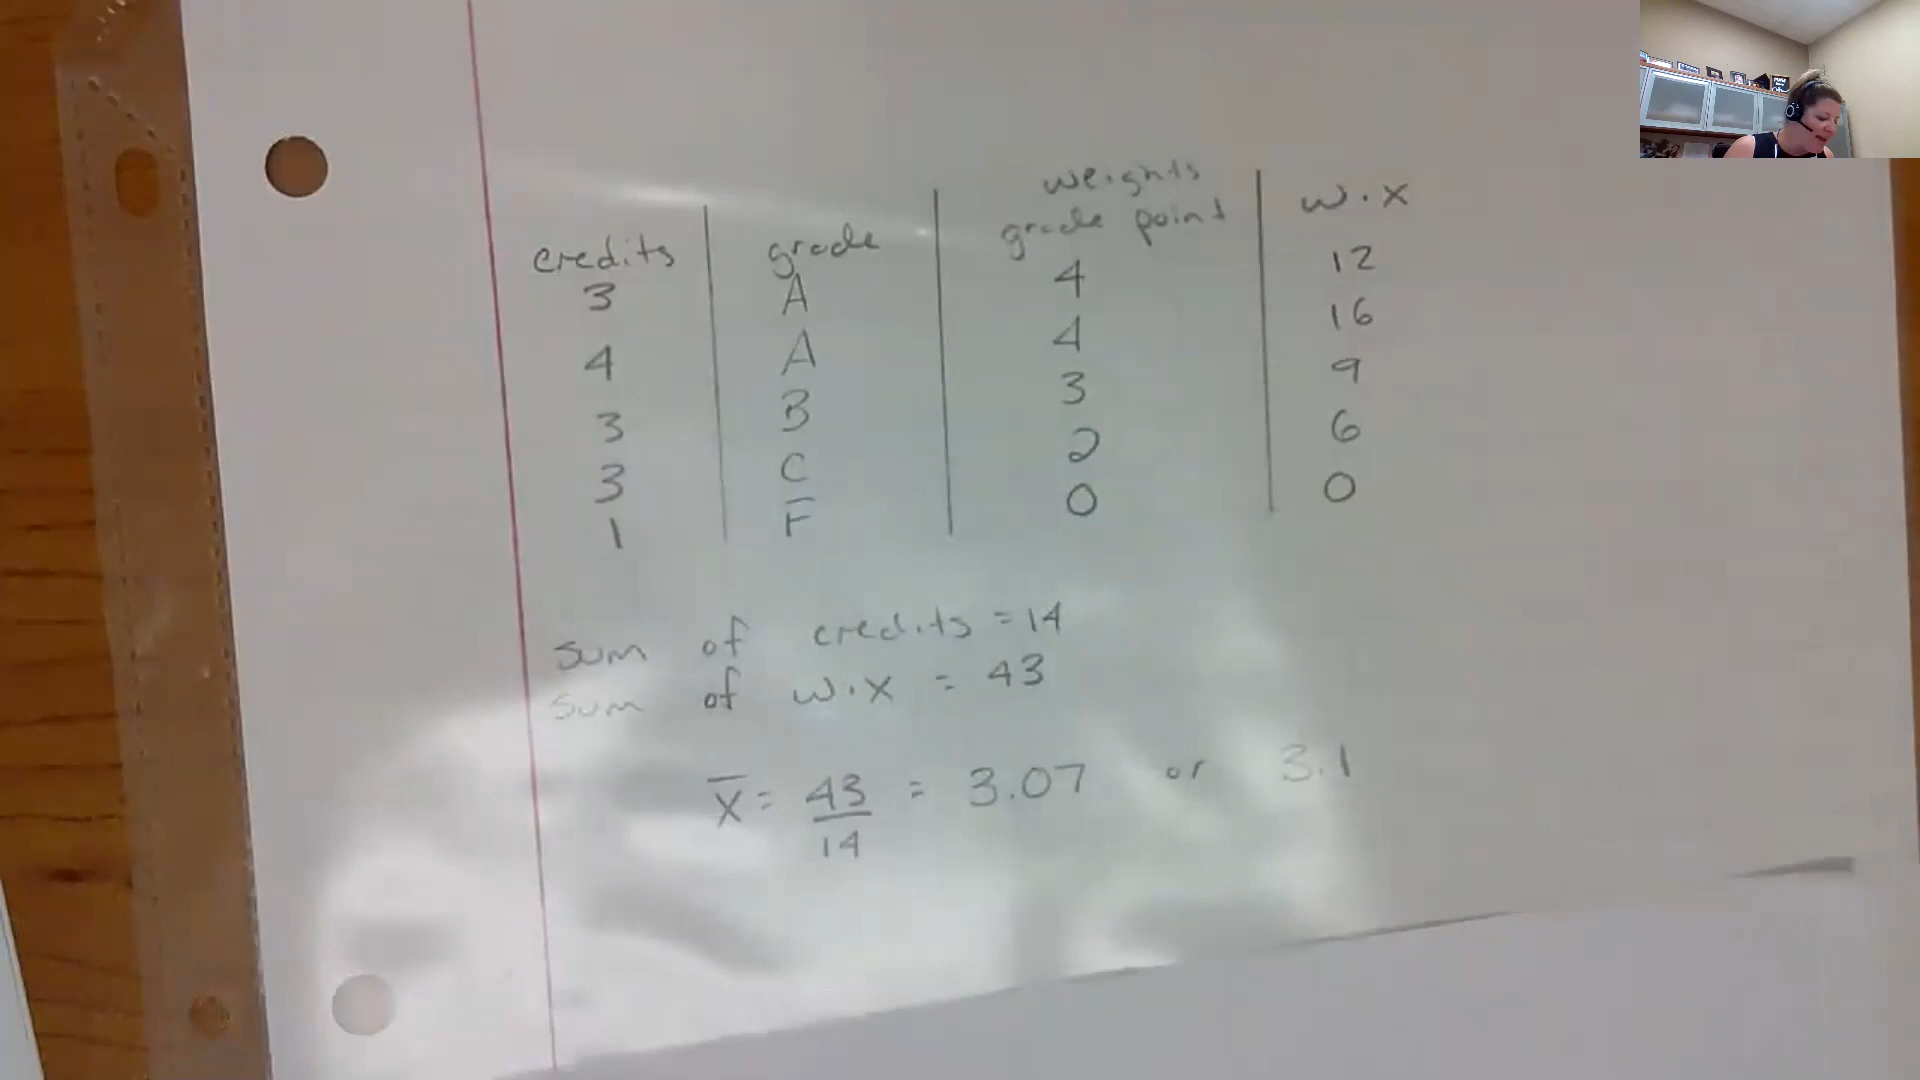 weights
credits grade grade point w·x
3 A 4 12
4 A 4 16
3 B 3 9
3 C 2 6
1 F 0 0
sum of credits = 14
sum of w·x = 43
x̄ = 43/14 = 3.07 or 3.1